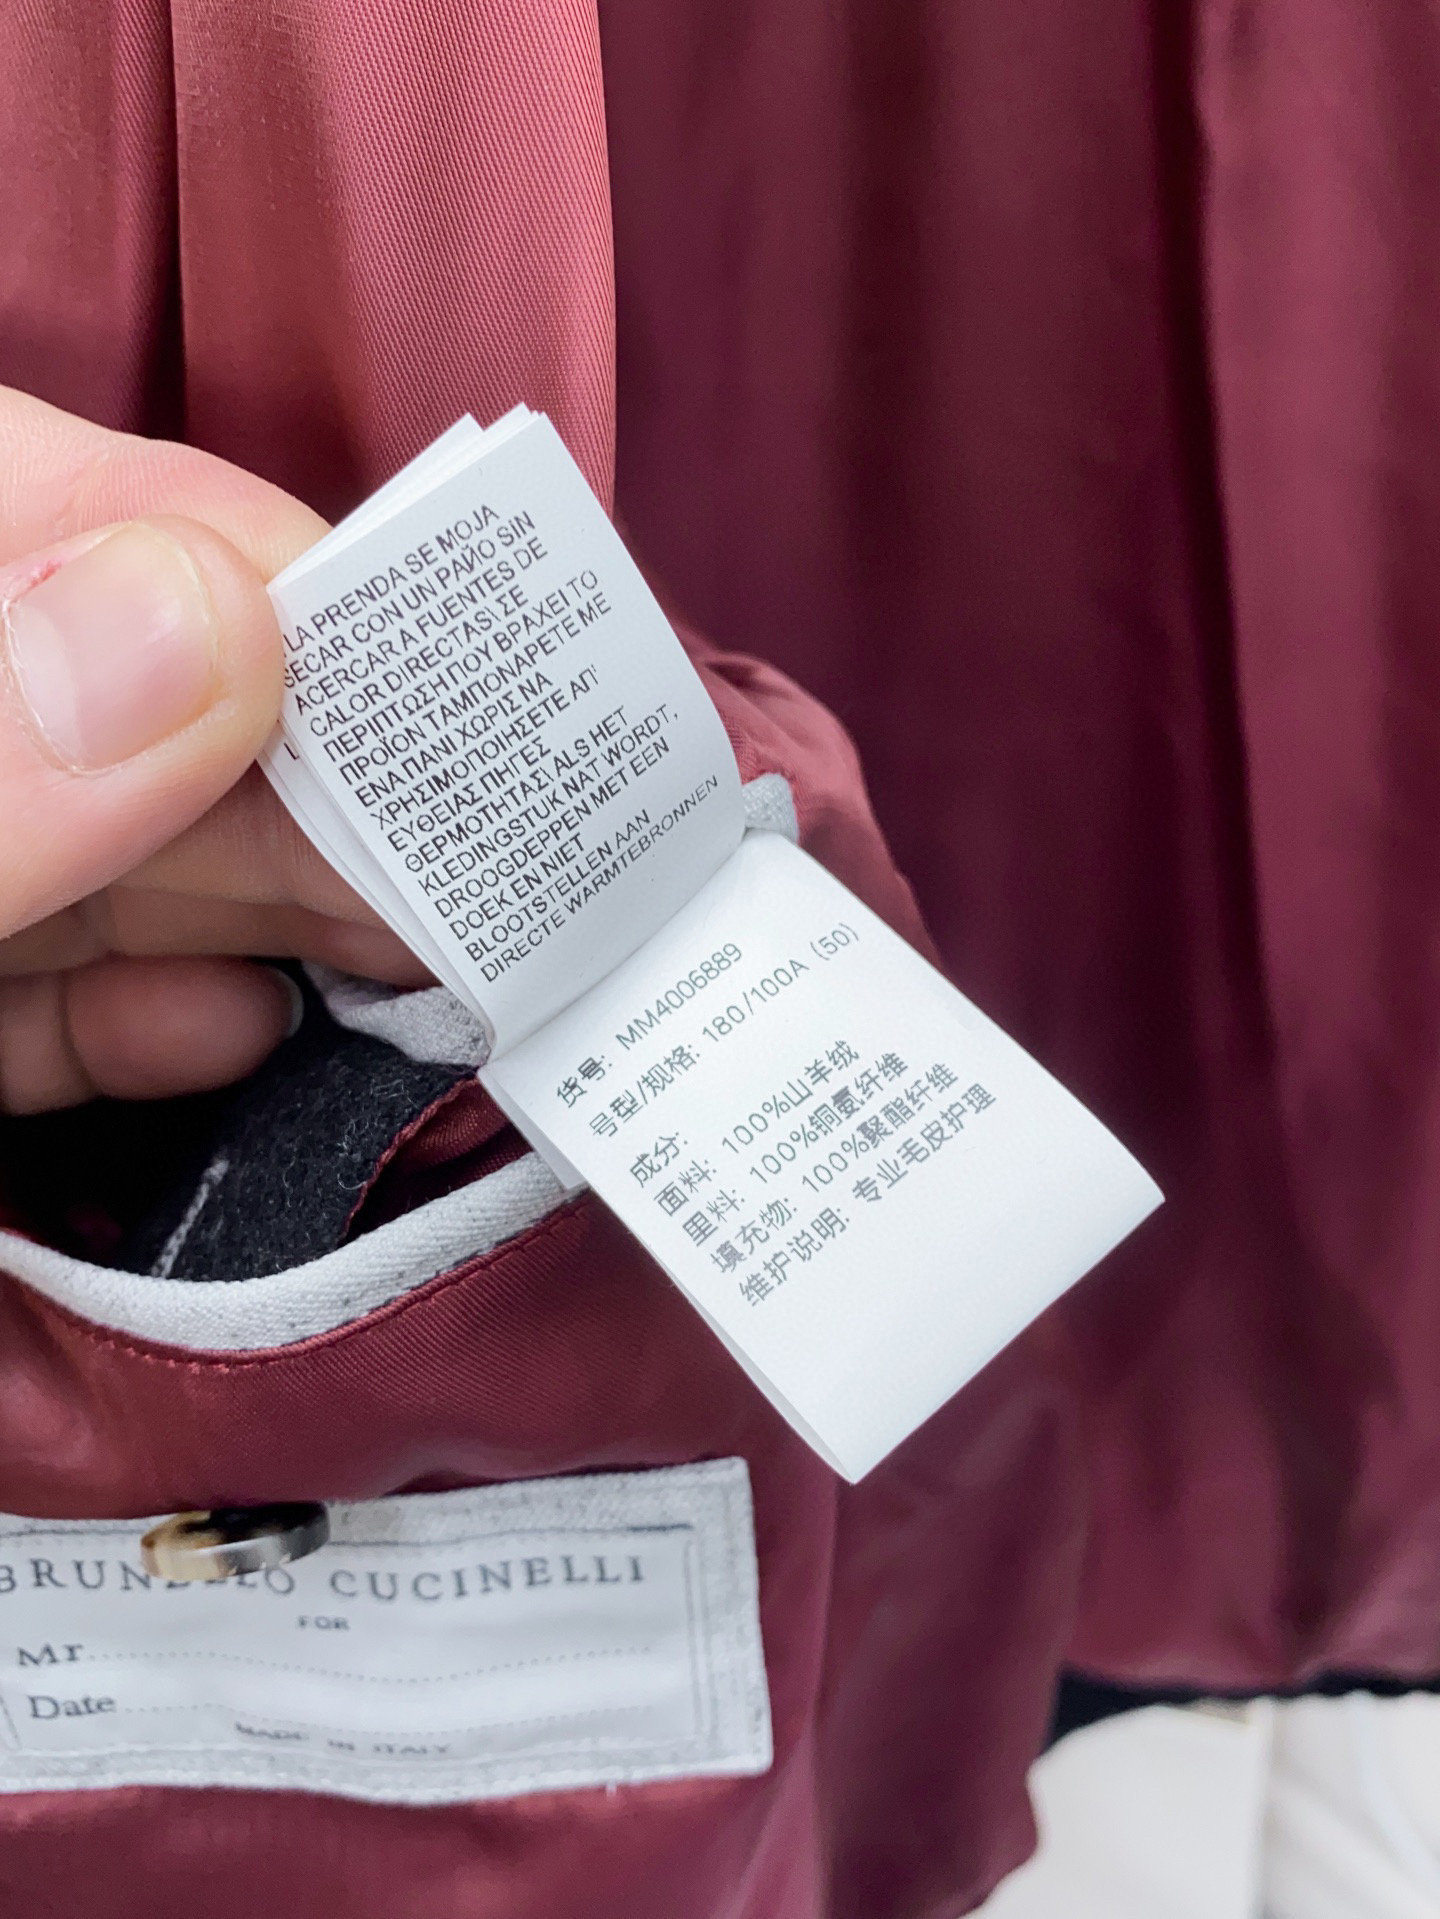 LA PRENDA SE MOJA
SECAR CON UN PAÑO SIN
ACERCAR A FUENTES DE
CALOR DIRECTAS\ ΣΕ
ΠΕΡΙΠΤΩΣΗ ΠΟΥ ΒΡΑΧΕΙ ΤΟ
ΠΡΟΪΟΝ ΤΑΜΠΟΝΑΡΕΤΕ ΜΕ
ΕΝΑ ΠΑΝΙ ΧΩΡΙΣ ΝΑ
ΧΡΗΣΙΜΟΠΟΙΗΣΕΤΕ ΑΠ'
ΕΥΘΕΙΑΣ ΠΗΓΕΣ
ΘΕΡΜΟΤΗΤΑΣ\ ALS HET
KLEDINGSTUK NAT WORDT,
DROOGDEPPEN MET EEN
DOEK EN NIET
BLOOTSTELLEN AAN
DIRECTE WARMTEBRONNEN
货号: MM4006889
号型/规格: 180/100A (50)
成分:
面料: 100%山羊绒
里料: 100%铜氨纤维
填充物: 100%聚酯纤维
维护说明: 专业毛皮护理
BRUNELLO CUCINELLI
FOR
Mr
Date
MADE IN ITALY